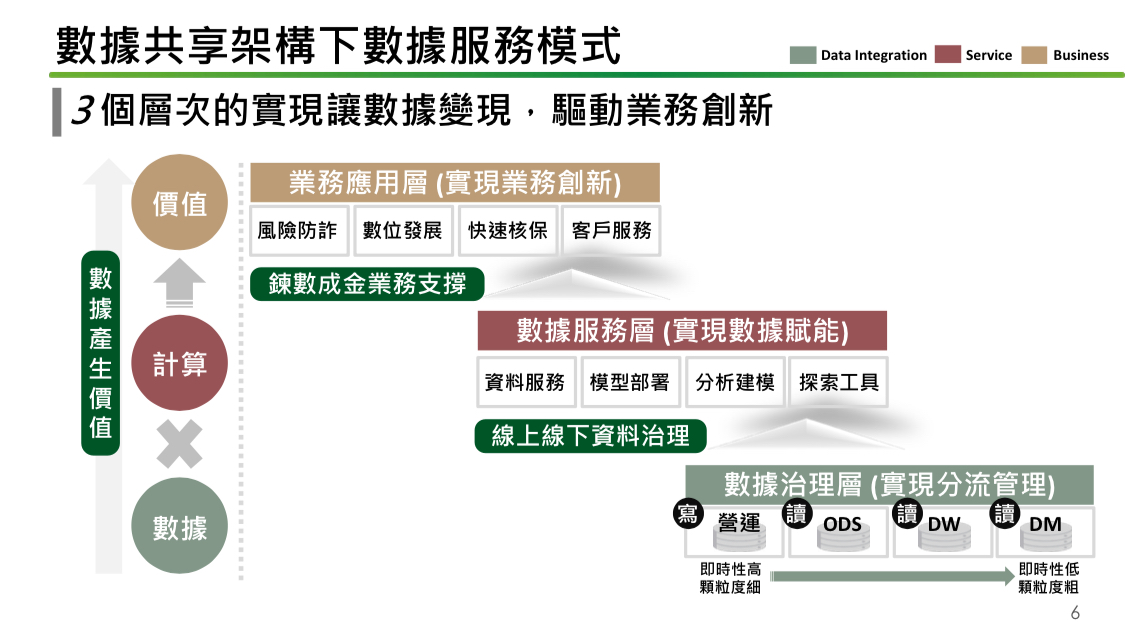 數據共享架構下數據服務模式
Data Integration Service Business
3個層次的實現讓數據變現，驅動業務創新
數據產生價值
價值
計算
數據
業務應用層 (實現業務創新)
風險防詐 數位發展 快速核保 客戶服務
鍊數成金業務支撐
數據服務層 (實現數據賦能)
資料服務 模型部署 分析建模 探索工具
線上線下資料治理
數據治理層 (實現分流管理)
寫 營運 讀 ODS 讀 DW 讀 DM
即時性高 即時性低
顆粒度細 顆粒度粗
6